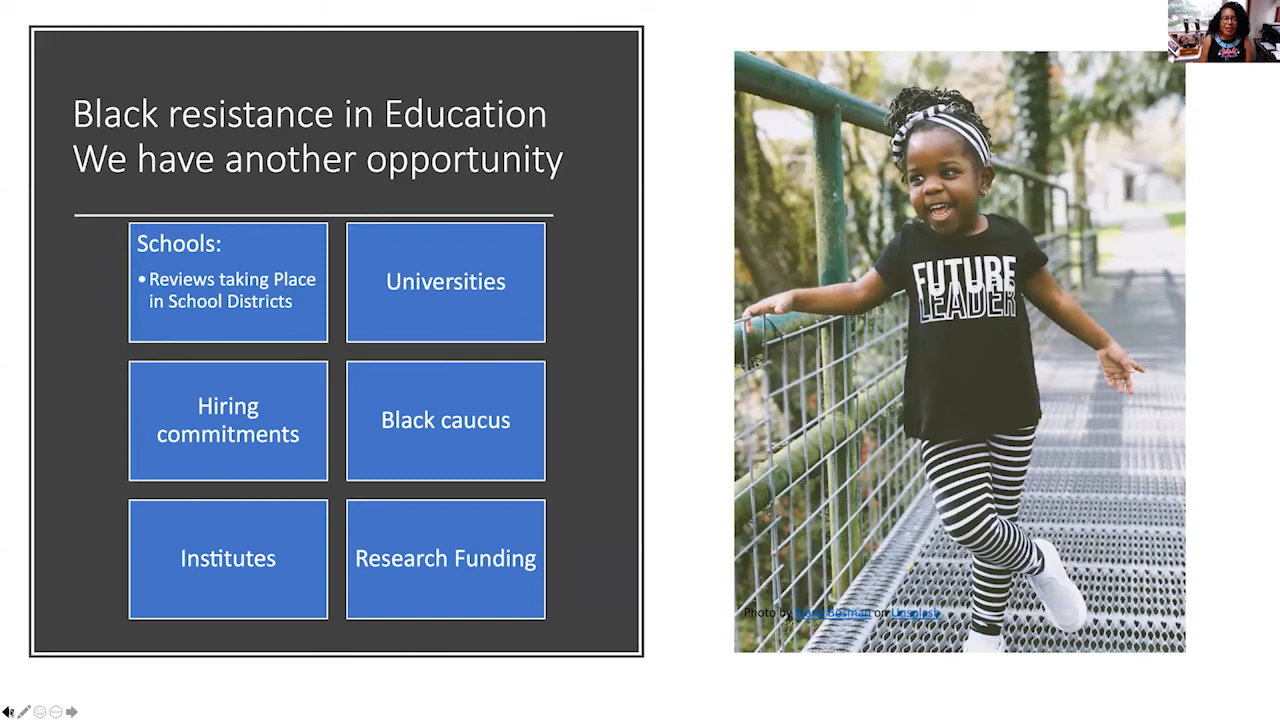 Black resistance in Education
We have another opportunity
Schools:
•Reviews taking Place
in School Districts
Universities
Hiring
commitments
Black caucus
Institutes
Research Funding
FUTURE
LEADER
Photo by Bosman on Unsplash